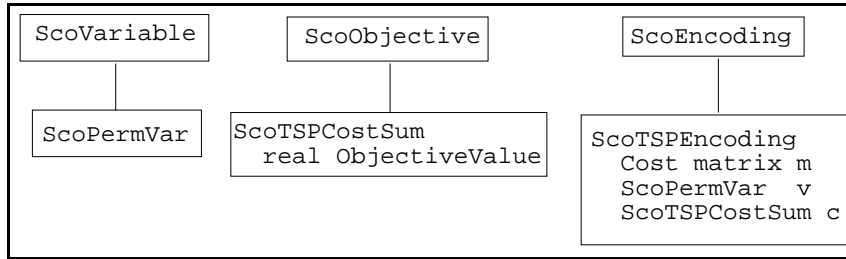 ScoVariable
ScoObjective
ScoEncoding
ScoPermVar
ScoTSPCostSum
real ObjectiveValue
ScoTSPEncoding
Cost matrix m
ScoPermVar v
ScoTSPCostSum c